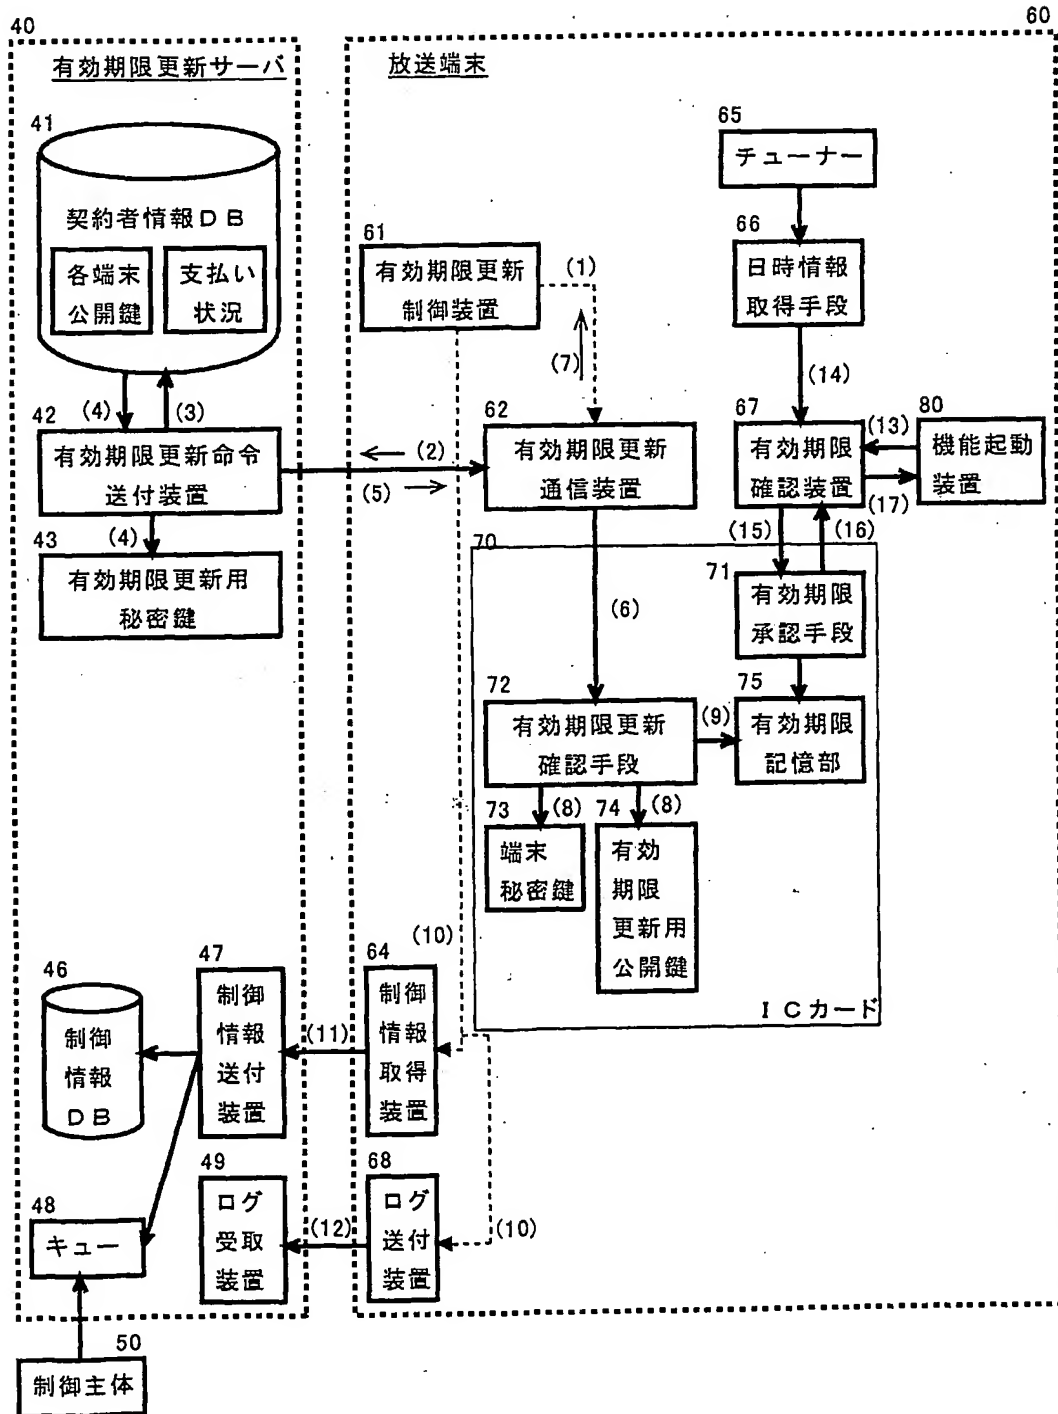 40
有効期限更新サーバ
41
契約者情報DB
各端末
公開鍵
支払い
状況
(4)
(3)
42
有効期限更新命令
送付装置
43
(4)
有効期限更新用
秘密鍵
46
制御
情報
DB
47
制御
情報
送付
装置
48
キュー
49
ログ
受取
装置
50
制御主体
60
放送端末
61
有効期限更新
制御装置
(1)
(7)
62
有効期限更新
通信装置
(2)
(5)
65
チューナー
66
日時情報
取得手段
(14)
67
有効期限
確認装置
80
(13)
機能起動
装置
(17)
(15)
(16)
70
71
有効期限
承認手段
(6)
72
有効期限更新
確認手段
(9)
75
有効期限
記憶部
73
(8)
端末
秘密鍵
74
(8)
有効
期限
更新用
公開鍵
ICカード
(10)
64
制御
情報
取得
装置
(11)
68
ログ
送付
装置
(12)
(10)